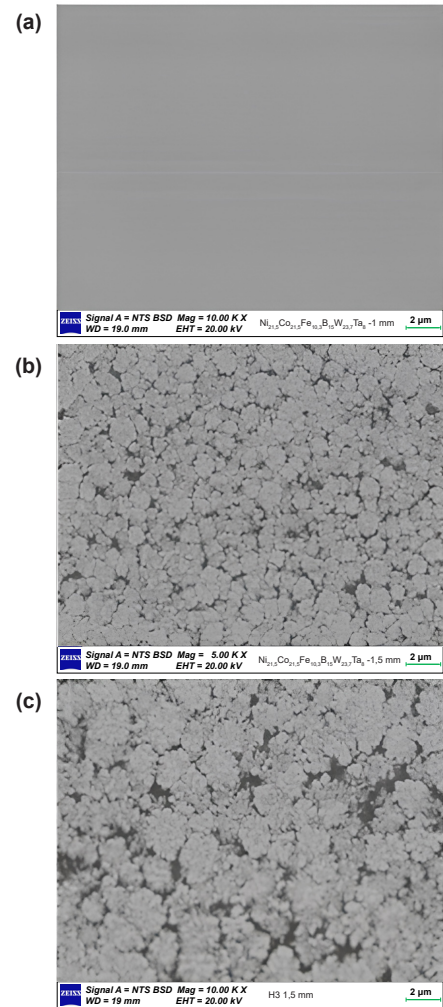 (a)
ZEISS Signal A = NTS BSD Mag = 10.00 K X
WD = 19.0 mm EHT = 20.00 kV Ni₂₁,₅Co₂₁,₅Fe₁₀,₃B₁₅W₂₃,₇Ta₈ -1 mm 2 µm
(b)
ZEISS Signal A = NTS BSD Mag = 5.00 K X
WD = 19.0 mm EHT = 20.00 kV Ni₂₁,₅Co₂₁,₅Fe₁₀,₃B₁₅W₂₃,₇Ta₈ -1,5 mm 2 µm
(c)
ZEISS Signal A = NTS BSD Mag = 10.00 K X
WD = 19 mm EHT = 20.00 kV H3 1,5 mm 2 µm